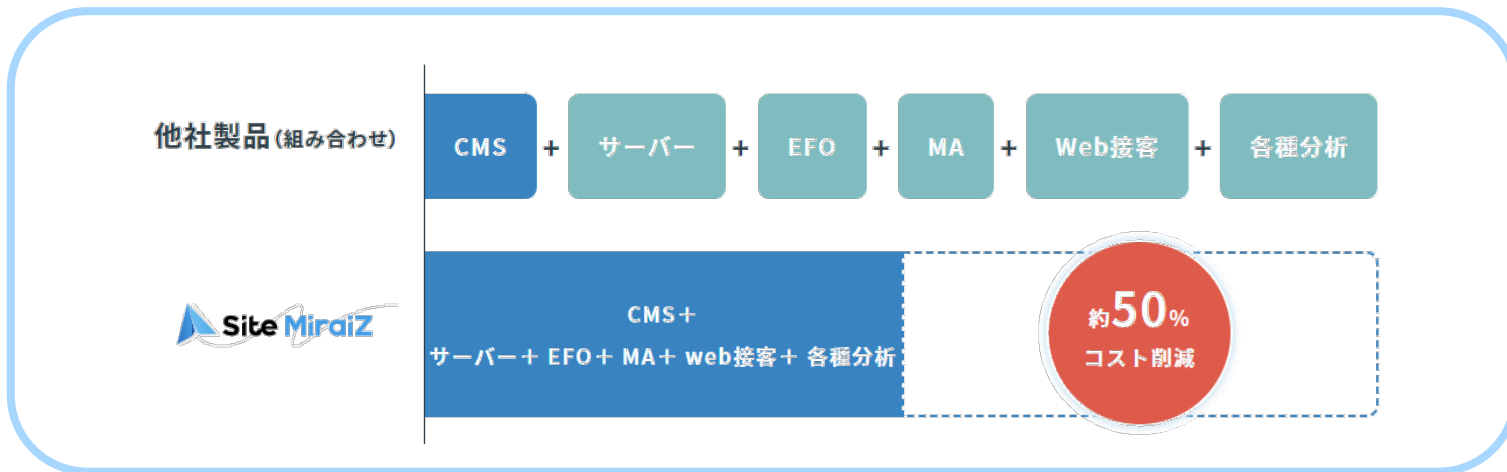 他社製品(組み合わせ)
CMS + サーバー + EFO + MA + Web接客 + 各種分析
Site MiraiZ
CMS+
サーバー+ EFO+ MA+ web接客+ 各種分析
約50%
コスト削減